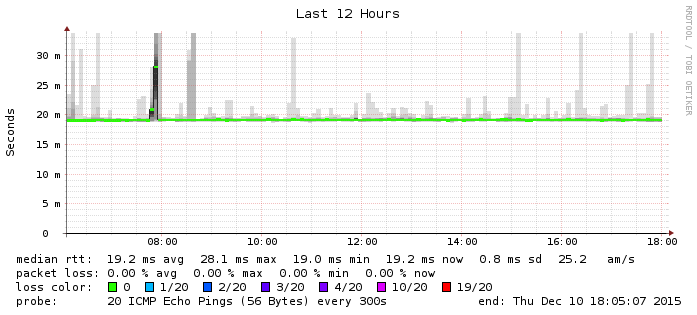 Last 12 Hours
RRDTOOL / TOBI OETIKER
Seconds
30 m
25 m
20 m
15 m
10 m
5 m
0
08:00 10:00 12:00 14:00 16:00 18:00
median rtt: 19.2 ms avg 28.1 ms max 19.0 ms min 19.2 ms now 0.8 ms sd 25.2 am/s
packet loss: 0.00 % avg 0.00 % max 0.00 % min 0.00 % now
loss color: 0 1/20 2/20 3/20 4/20 10/20 19/20
probe: 20 ICMP Echo Pings (56 Bytes) every 300s end: Thu Dec 10 18:05:07 2015